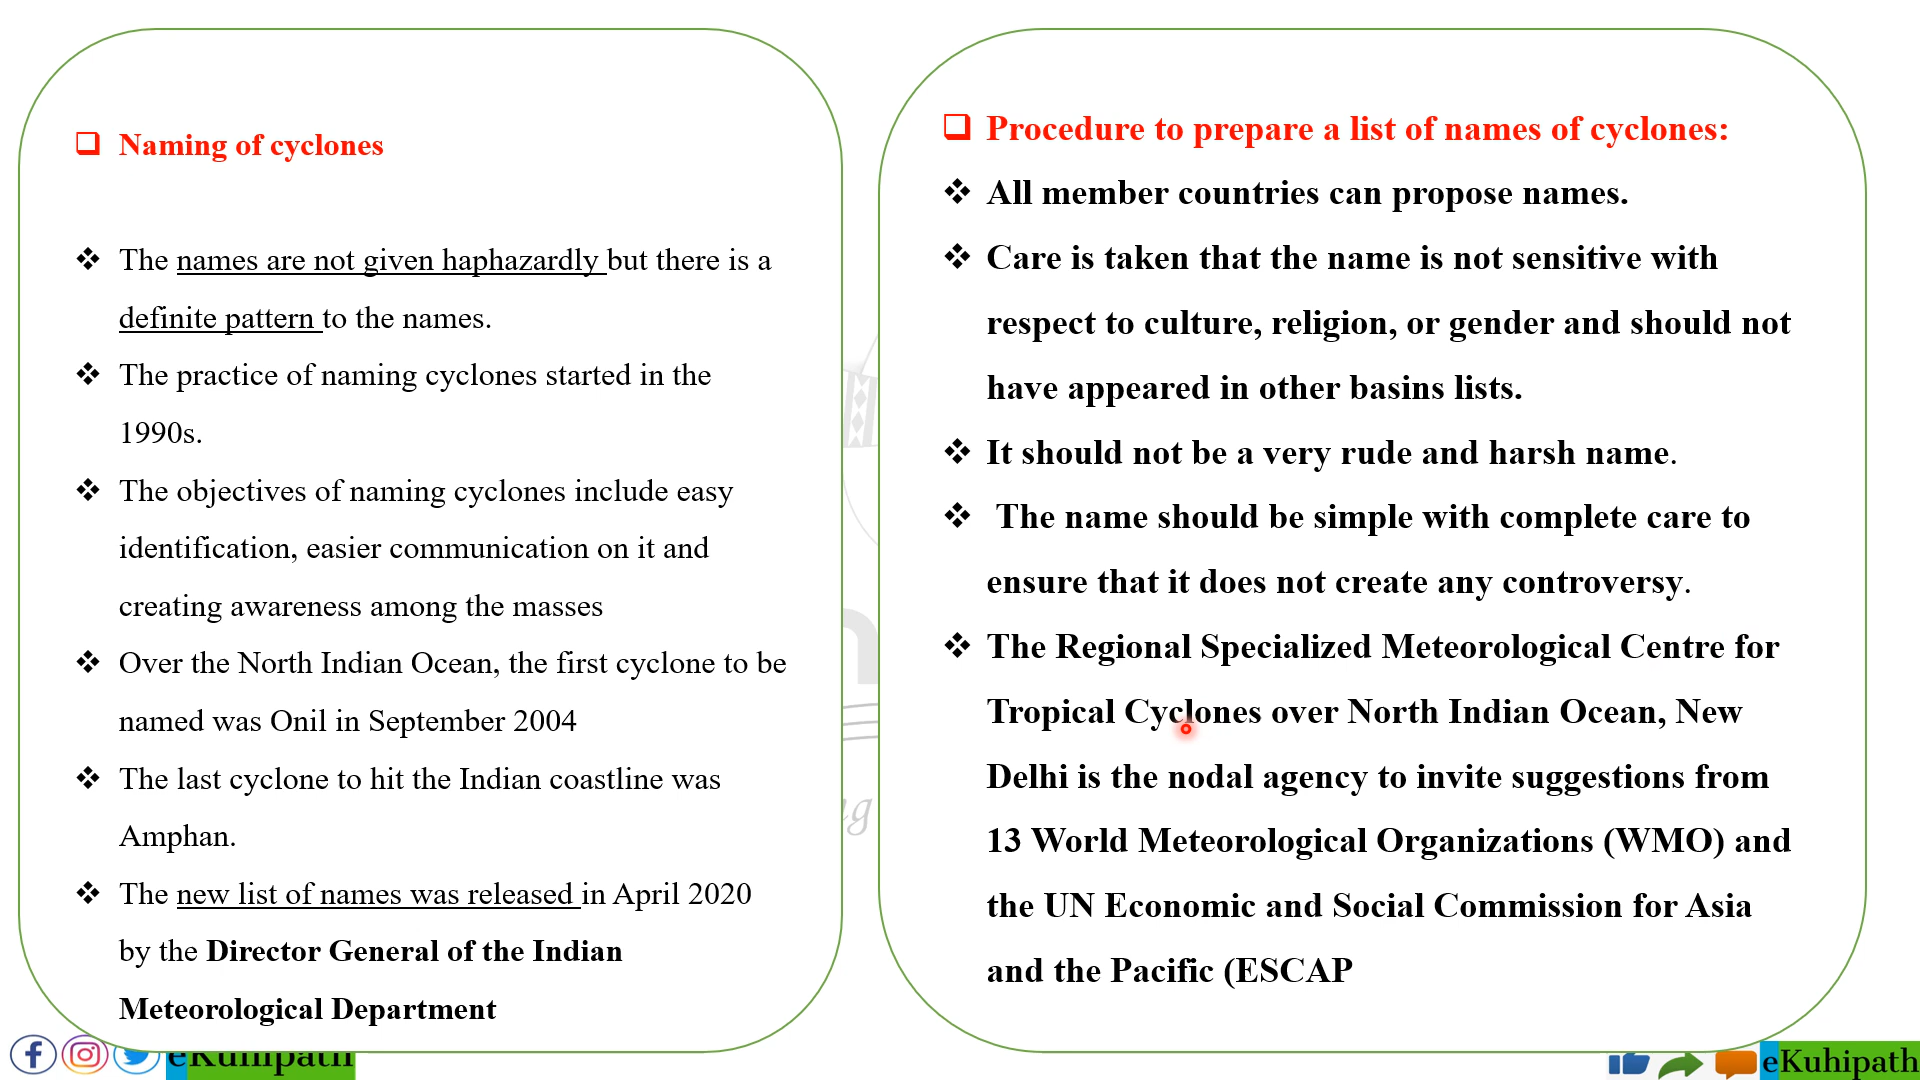 Naming of cyclones
The names are not given haphazardly but there is a
definite pattern to the names.
The practice of naming cyclones started in the
1990s.
The objectives of naming cyclones include easy
identification, easier communication on it and
creating awareness among the masses
Over the North Indian Ocean, the first cyclone to be
named was Onil in September 2004
The last cyclone to hit the Indian coastline was
Amphan.
The new list of names was released in April 2020
by the Director General of the Indian
Meteorological Department
Procedure to prepare a list of names of cyclones:
All member countries can propose names.
Care is taken that the name is not sensitive with
respect to culture, religion, or gender and should not
have appeared in other basins lists.
It should not be a very rude and harsh name.
The name should be simple with complete care to
ensure that it does not create any controversy.
The Regional Specialized Meteorological Centre for
Tropical Cyclones over North Indian Ocean, New
Delhi is the nodal agency to invite suggestions from
13 World Meteorological Organizations (WMO) and
the UN Economic and Social Commission for Asia
and the Pacific (ESCAP
eKuhipath
eKuhipath